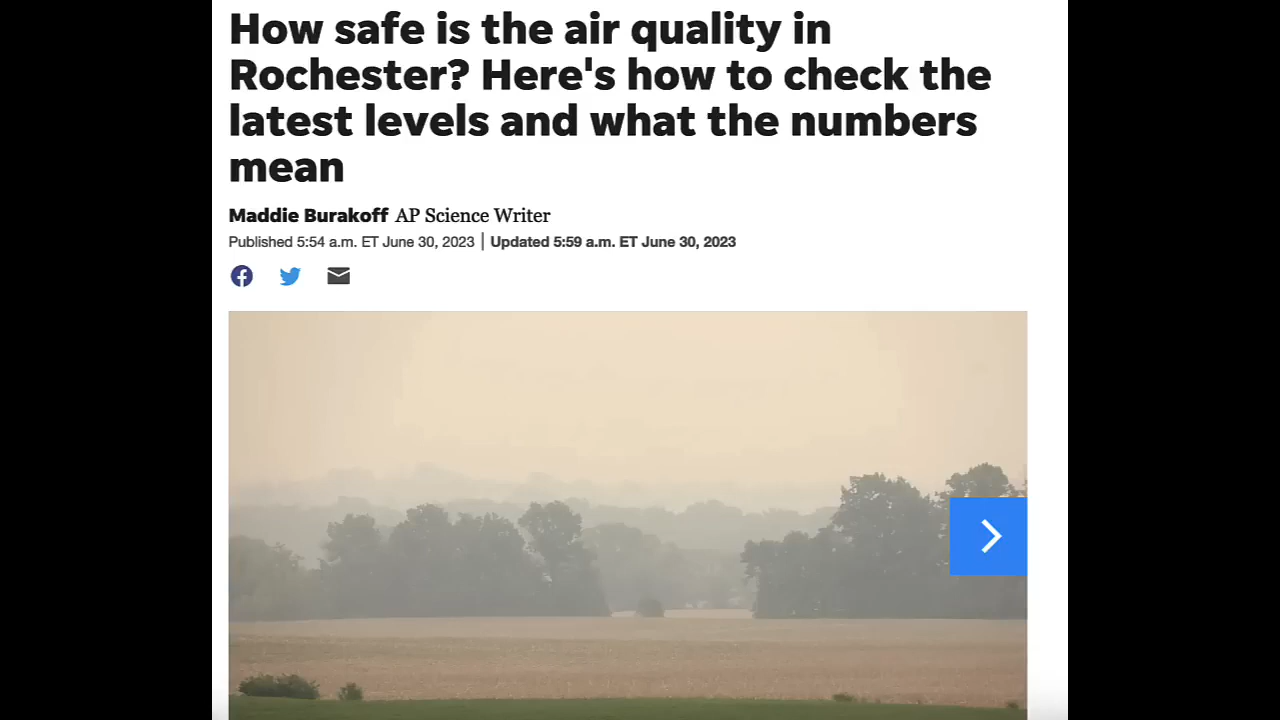 How safe is the air quality in
Rochester? Here's how to check the
latest levels and what the numbers
mean
Maddie Burakoff AP Science Writer
Published 5:54 a.m. ET June 30, 2023 | Updated 5:59 a.m. ET June 30, 2023